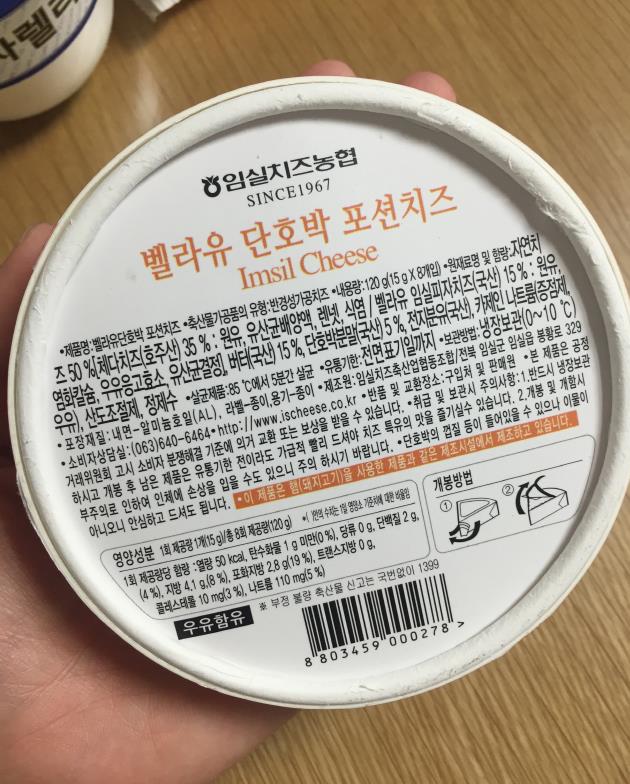 자렐라
임실치즈농협
SINCE1967
벨라유 단호박 포션치즈
Imsil Cheese
•제품명:벨라유단호박 포션치즈 •축산물가공품의 유형:반경성가공치즈 •내용량:120 g(15 g X 8개입) •원재료명 및 함량:자연치
즈 50 %[체다치즈(호주산) 35 % : 원유, 유산균배양액, 렌넷, 식염 / 벨라유 임실피자치즈(국산) 15% : 원유,
염화칼슘, 우유응고효소, 유산균결정], 버터(국산) 15%, 단호박분말(국산) 5%, 전지분유(국산), 카제인 나트륨(증점제,
우유), 산도조절제, 정제수 •살균제품:85 ℃에서 5분간 살균 •유통기한:전면 표기일까지 •보관방법:냉장보관(0~10 ℃)
•포장재질:내면-알미늄호일(AL), 라벨-종이,용기-종이 •제조원:임실치즈축산업협동조합/전북 임실군 임실읍 봉황로 329
•소비자상담실:(063)640-6464•http://www.ischeese.co.kr •반품 및 교환장소:구입처 및 판매원 •본 제품은 공정
거래위원회 고시 소비자 분쟁해결 기준에 의거 교환 또는 보상을 받을 수 있습니다. •취급 및 보관시 주의사항:1.반드시 냉장보관
하시고 개봉 후 남은 제품은 유통기한 전이라도 가급적 빨리 드셔야 치즈 특유의 맛을 즐기실수 있습니다. 2.개봉 및 개함시
부주의로 인하여 인체에 손상을 입을 수도 있으니 주의 하시기 바랍니다. •단호박의 껍질 등이 들어있을 수 있으나 이물이
아니오니 안심하고 드셔도 됩니다. •이 제품은 햄(돼지고기)을 사용한 제품과 같은 제조시설에서 제조하고 있습니다.
영양성분 1회 제공량 1개(15 g)/총 8회 제공량(120 g) •( )안의 수치는 1일 영양소 기준치에 대한 비율임
1회 제공량당 함량 : 열량 50 kcal, 탄수화물 1 g 미만(0%), 당류 0 g, 단백질 2 g,
(4 %), 지방 4.1 g(8 %), 포화지방 2.8 g(19 %), 트랜스지방 0 g,
콜레스테롤 10 mg(3 %), 나트륨 110 mg(5 %)
개봉방법
① ②
우유함유
※ 부정 불량 축산물 신고는 국번없이 1399
8 803459 000278 >